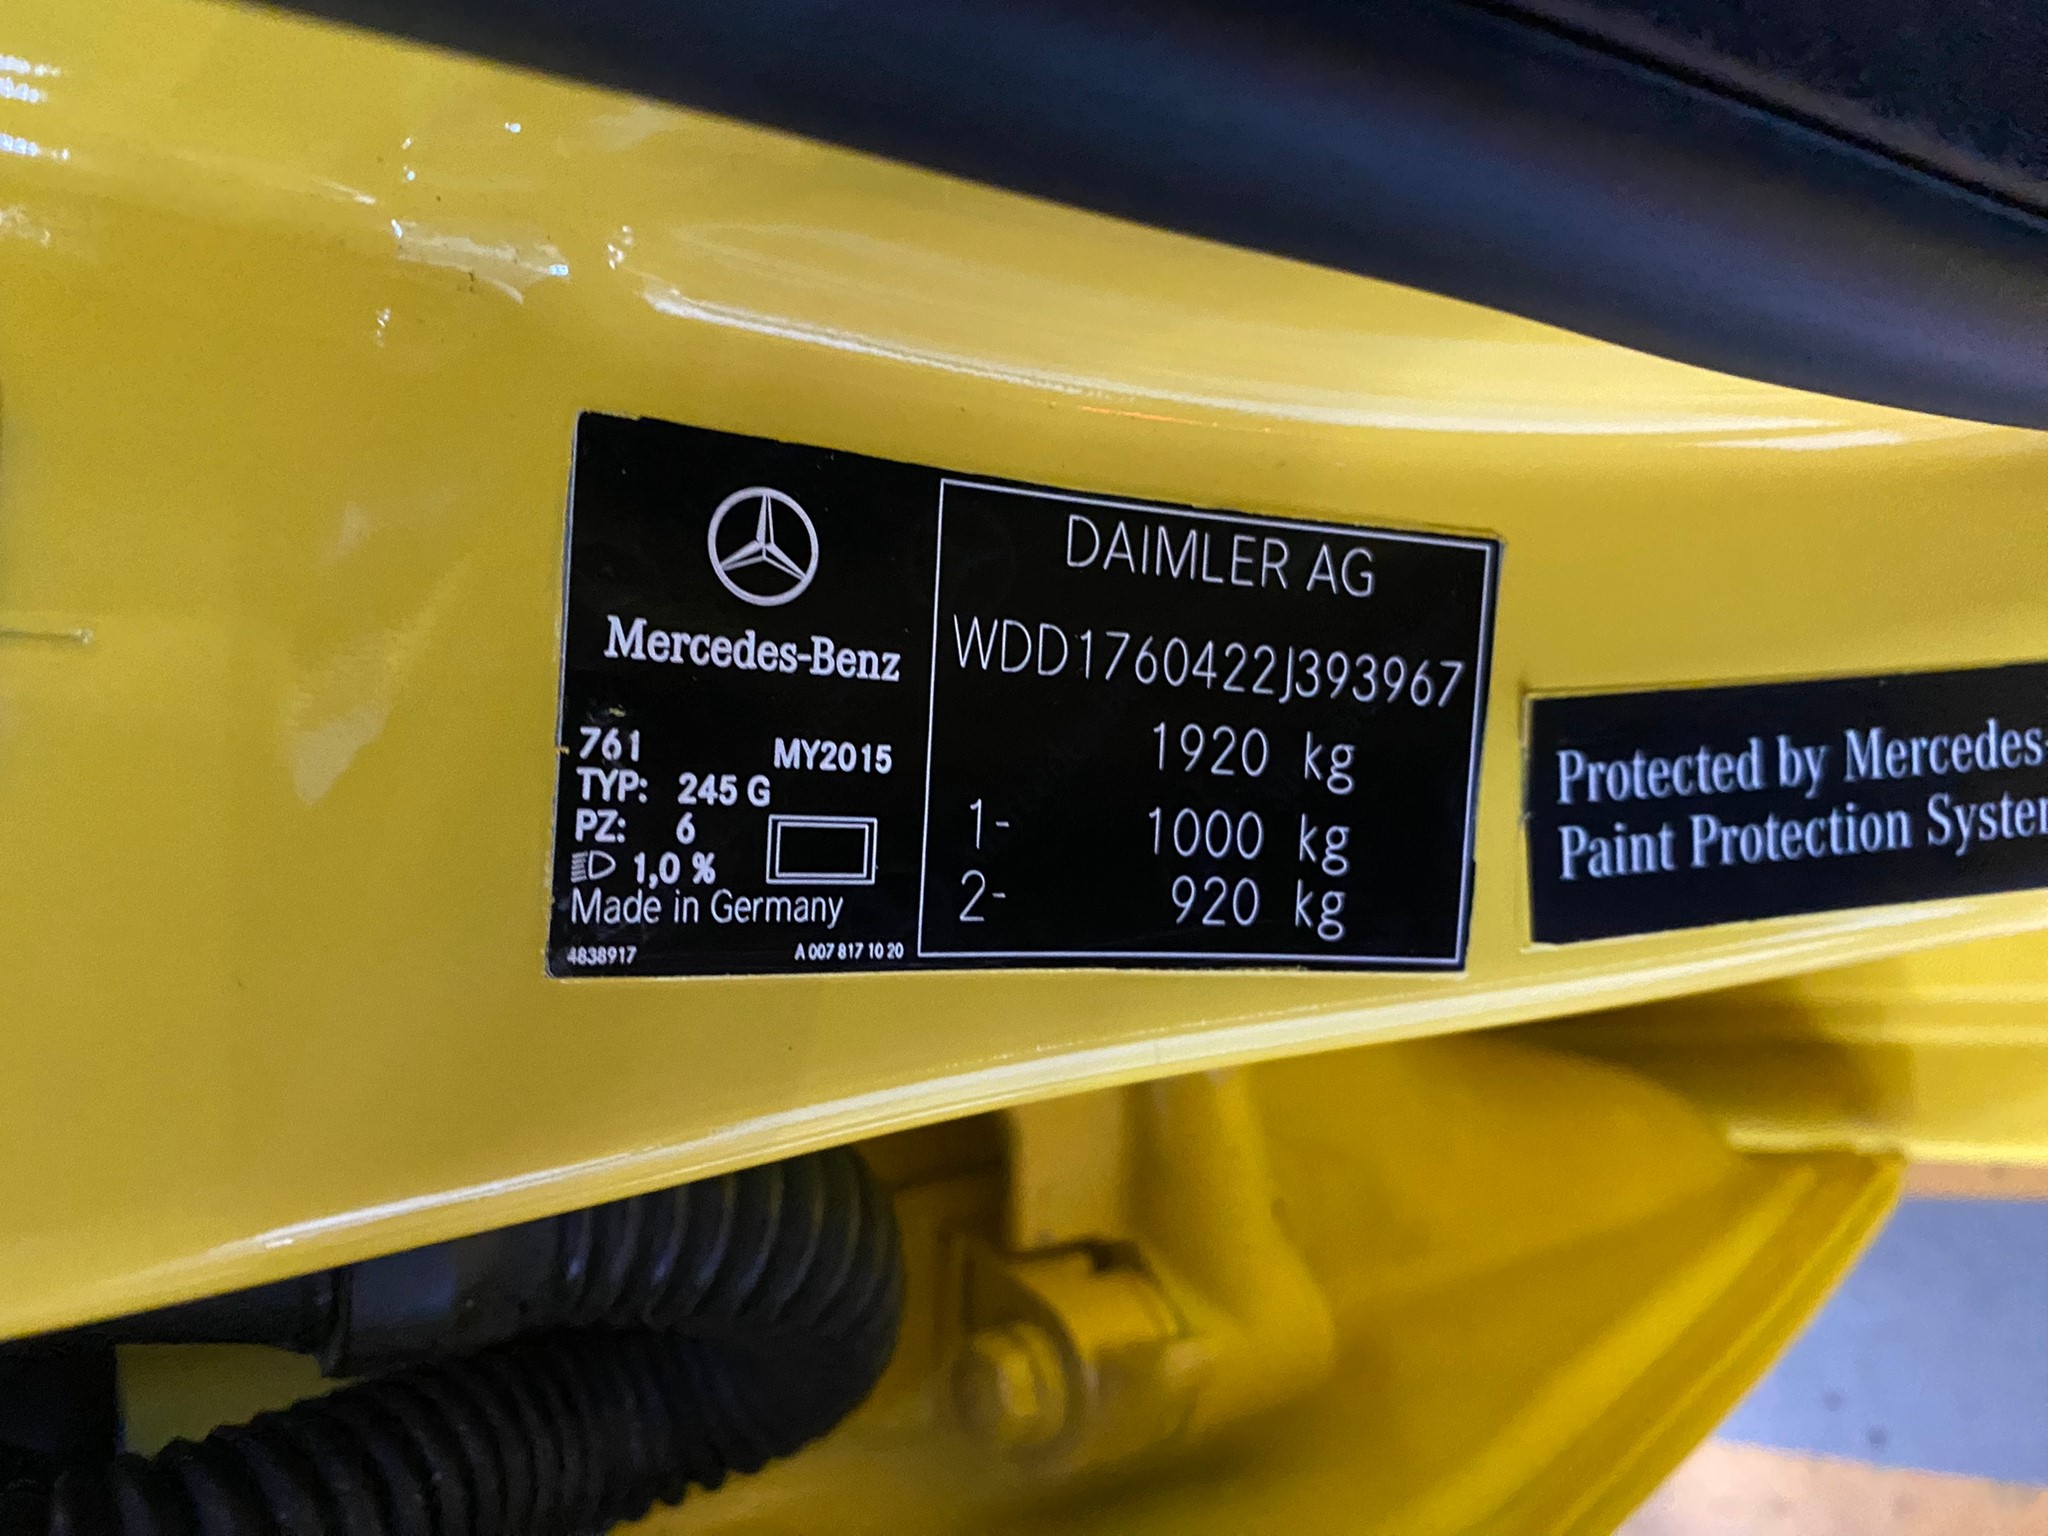 Mercedes-Benz
761 MY2015
TYP: 245 G
PZ: 6
1,0 %
Made in Germany
4838917 A 007 817 10 20
DAIMLER AG
WDD1760422J393967
1920 kg
1- 1000 kg
2- 920 kg
Protected by Mercedes-
Paint Protection System